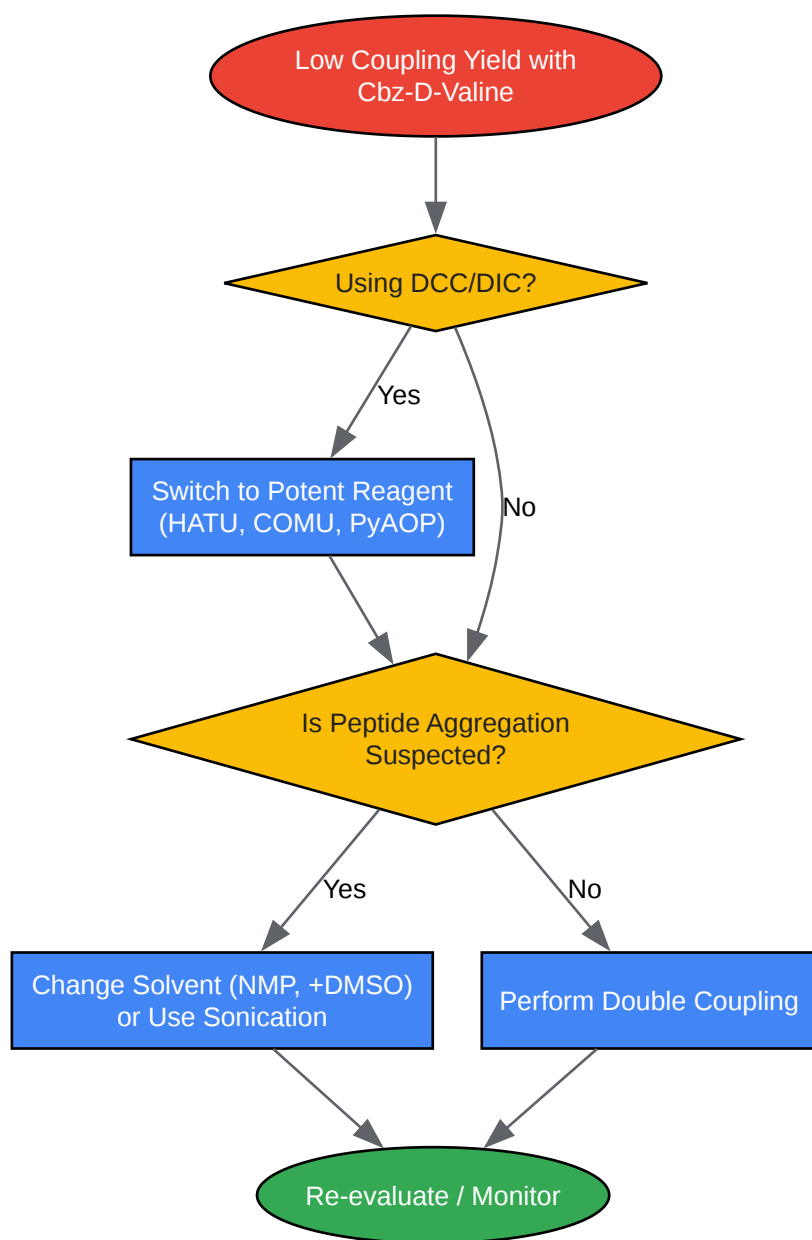 Low Coupling Yield with
Cbz-D-Valine
Using DCC/DIC?
Yes
Switch to Potent Reagent
(HATU, COMU, PyAOP)
No
Is Peptide Aggregation
Suspected?
Yes
No
Change Solvent (NMP, +DMSO)
or Use Sonication
Perform Double Coupling
Re-evaluate / Monitor